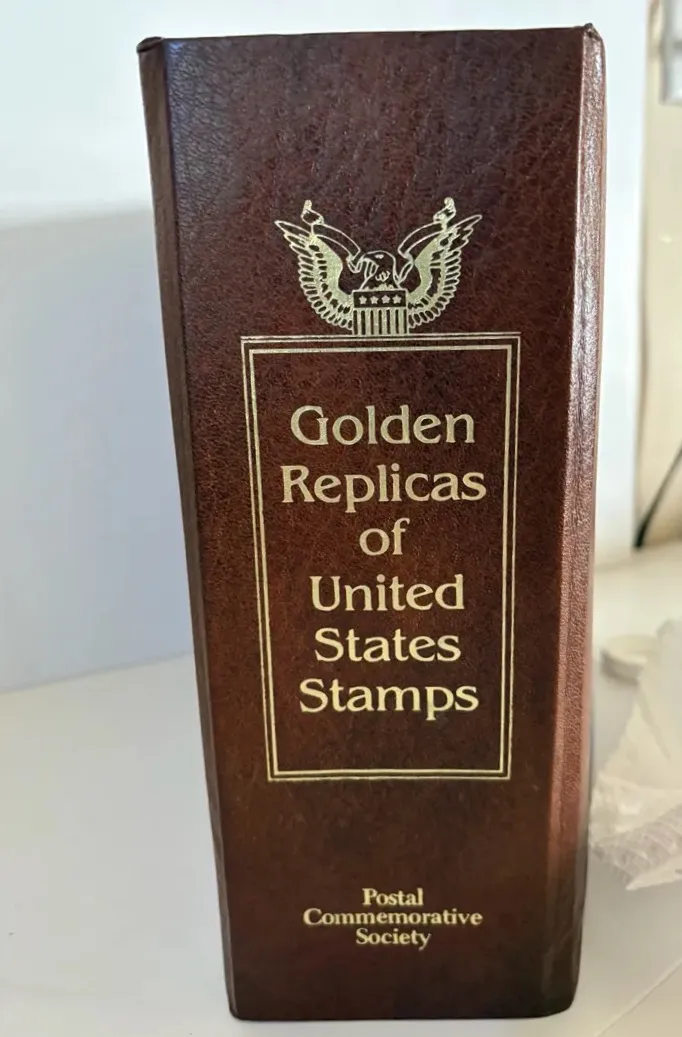 Golden
Replicas
of
United
States
Stamps
Postal
Commemorative
Society